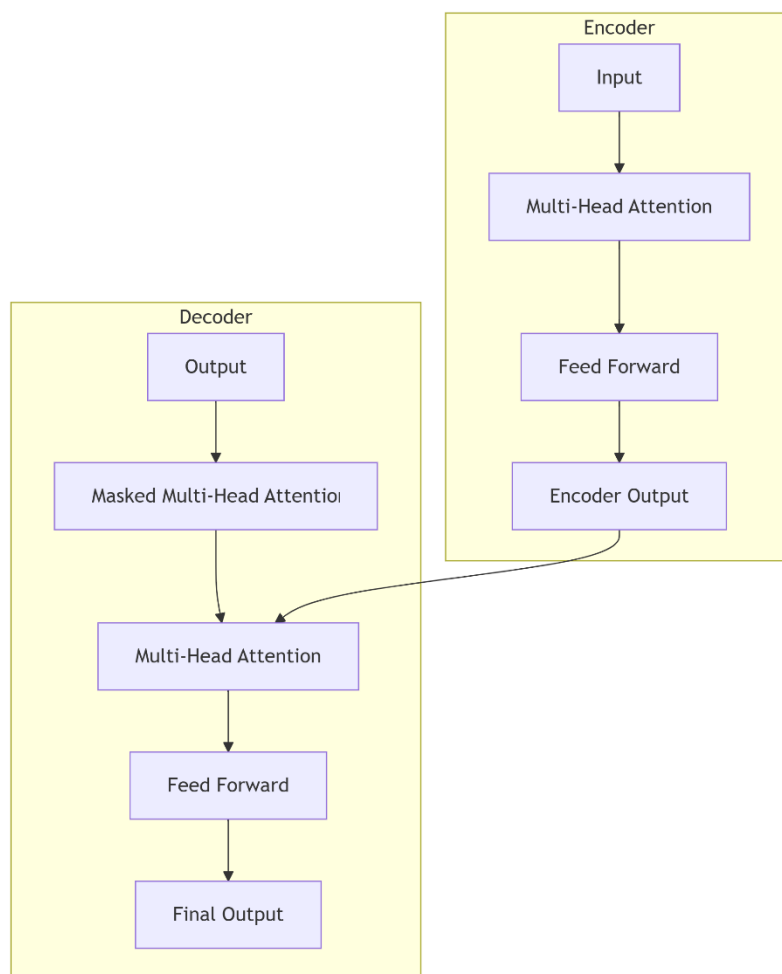 Encoder
Input
Multi-Head Attention
Feed Forward
Encoder Output
Decoder
Output
Masked Multi-Head Attentio
Multi-Head Attention
Feed Forward
Final Output